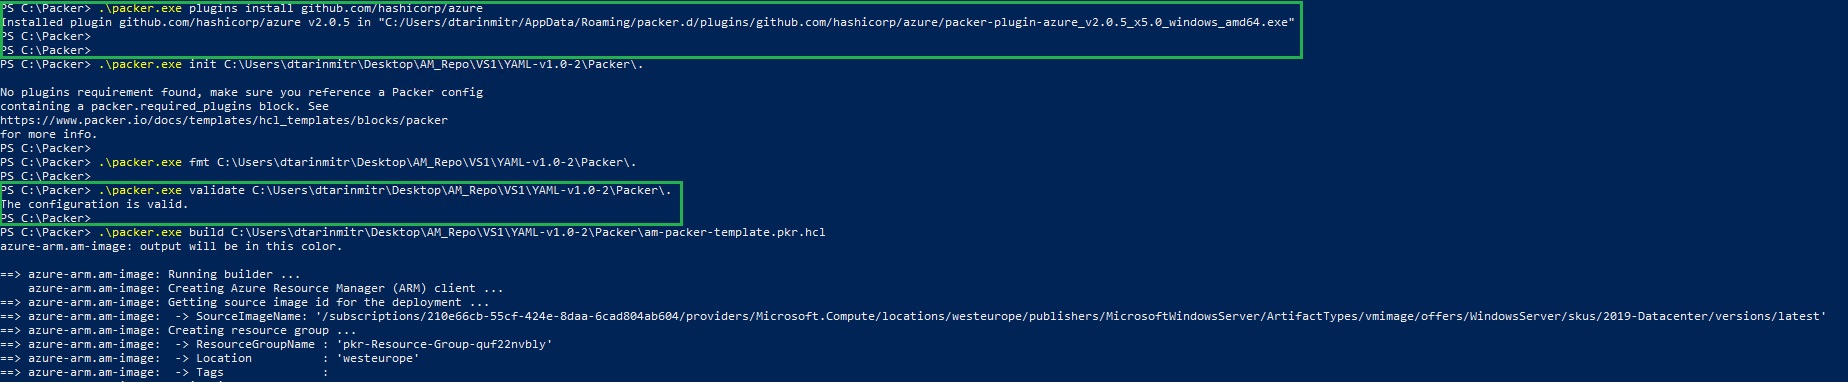 PS C:\Packer> .\packer.exe plugins install github.com/hashicorp/azure
Installed plugin github.com/hashicorp/azure v2.0.5 in "C:/Users/dtarinmitr/AppData/Roaming/packer.d/plugins/github.com/hashicorp/azure/packer-plugin-azure_v2.0.5_x5.0_windows_amd64.exe"
PS C:\Packer>
PS C:\Packer>
PS C:\Packer> .\packer.exe init C:\Users\dtarinmitr\Desktop\AM_Repo\VS1\YAML-v1.0-2\Packer\.
No plugins requirement found, make sure you reference a Packer config
containing a packer.required_plugins block. See
https://www.packer.io/docs/templates/hcl_templates/blocks/packer
for more info.
PS C:\Packer>
PS C:\Packer> .\packer.exe fmt C:\Users\dtarinmitr\Desktop\AM_Repo\VS1\YAML-v1.0-2\Packer\.
PS C:\Packer>
PS C:\Packer> .\packer.exe validate C:\Users\dtarinmitr\Desktop\AM_Repo\VS1\YAML-v1.0-2\Packer\.
The configuration is valid.
PS C:\Packer>
PS C:\Packer> .\packer.exe build C:\Users\dtarinmitr\Desktop\AM_Repo\VS1\YAML-v1.0-2\Packer\am-packer-template.pkr.hcl
azure-arm.am-image: output will be in this color.
==> azure-arm.am-image: Running builder ...
azure-arm.am-image: Creating Azure Resource Manager (ARM) client ...
==> azure-arm.am-image: Getting source image id for the deployment ...
==> azure-arm.am-image:  -> SourceImageName: '/subscriptions/210e66cb-55cf-424e-8daa-6cad804ab604/providers/Microsoft.Compute/locations/westeurope/publishers/MicrosoftWindowsServer/ArtifactTypes/vmimage/offers/WindowsServer/skus/2019-Datacenter/versions/latest'
==> azure-arm.am-image: Creating resource group ...
==> azure-arm.am-image:  -> ResourceGroupName : 'pkr-Resource-Group-quf22nvbly'
==> azure-arm.am-image:  -> Location          : 'westeurope'
==> azure-arm.am-image:  -> Tags              :